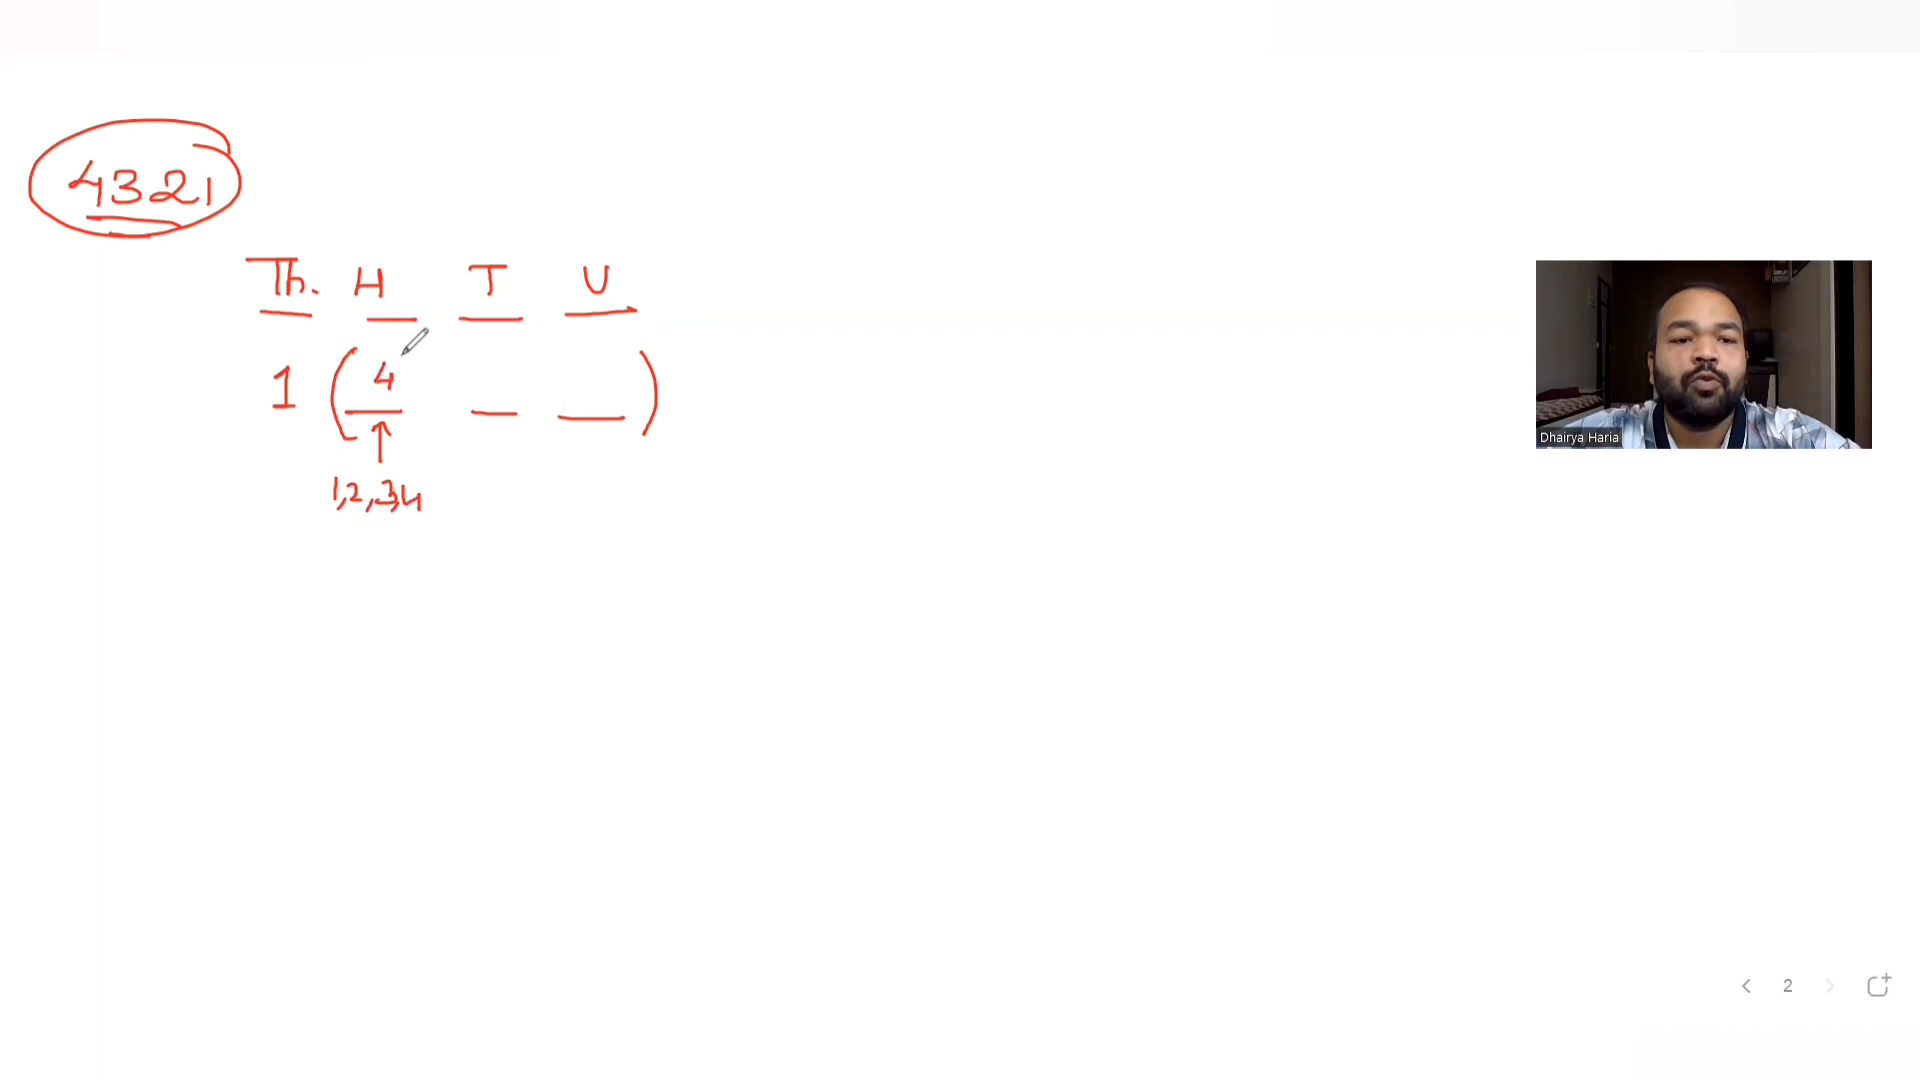 4321
Th. H T U
1 ( 4 _ _ )
↑
1,2,3,4
Dhairya Haria
2